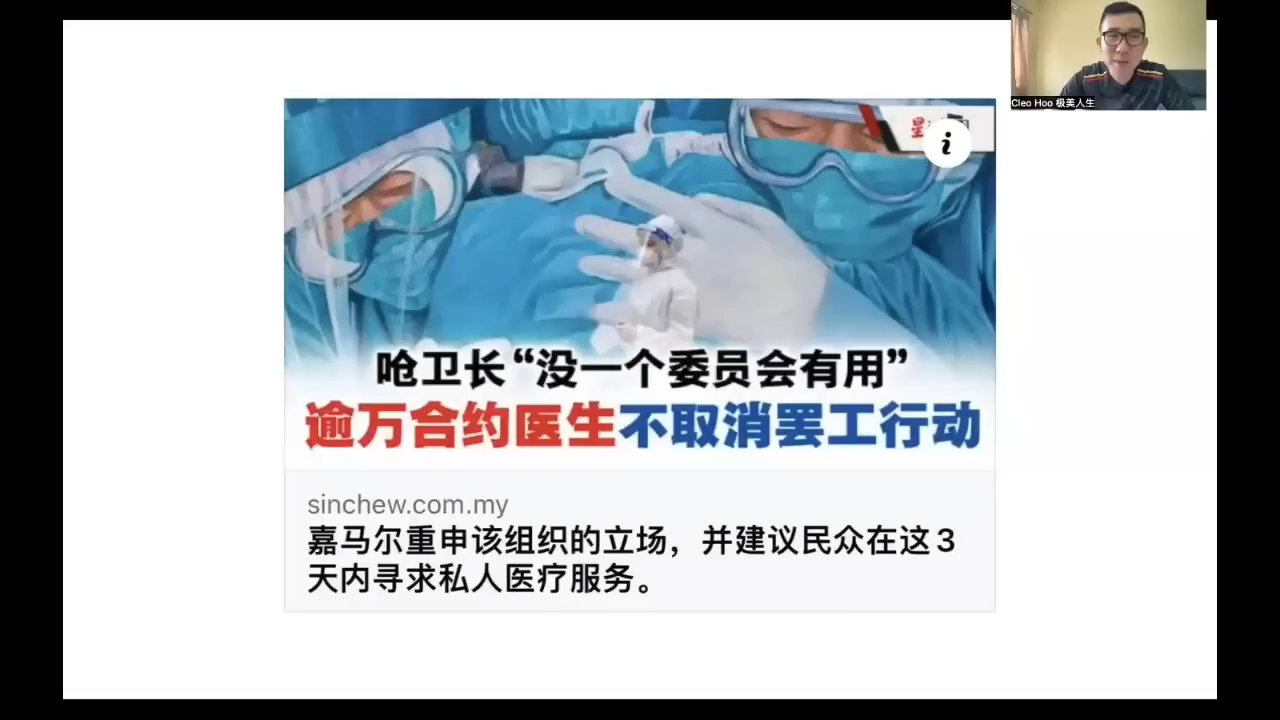 Cleo Hoo 极美人生
星
i
呛卫长“没一个委员会有用”
逾万合约医生不取消罢工行动
sinchew.com.my
嘉马尔重申该组织的立场，并建议民众在这3
天内寻求私人医疗服务。